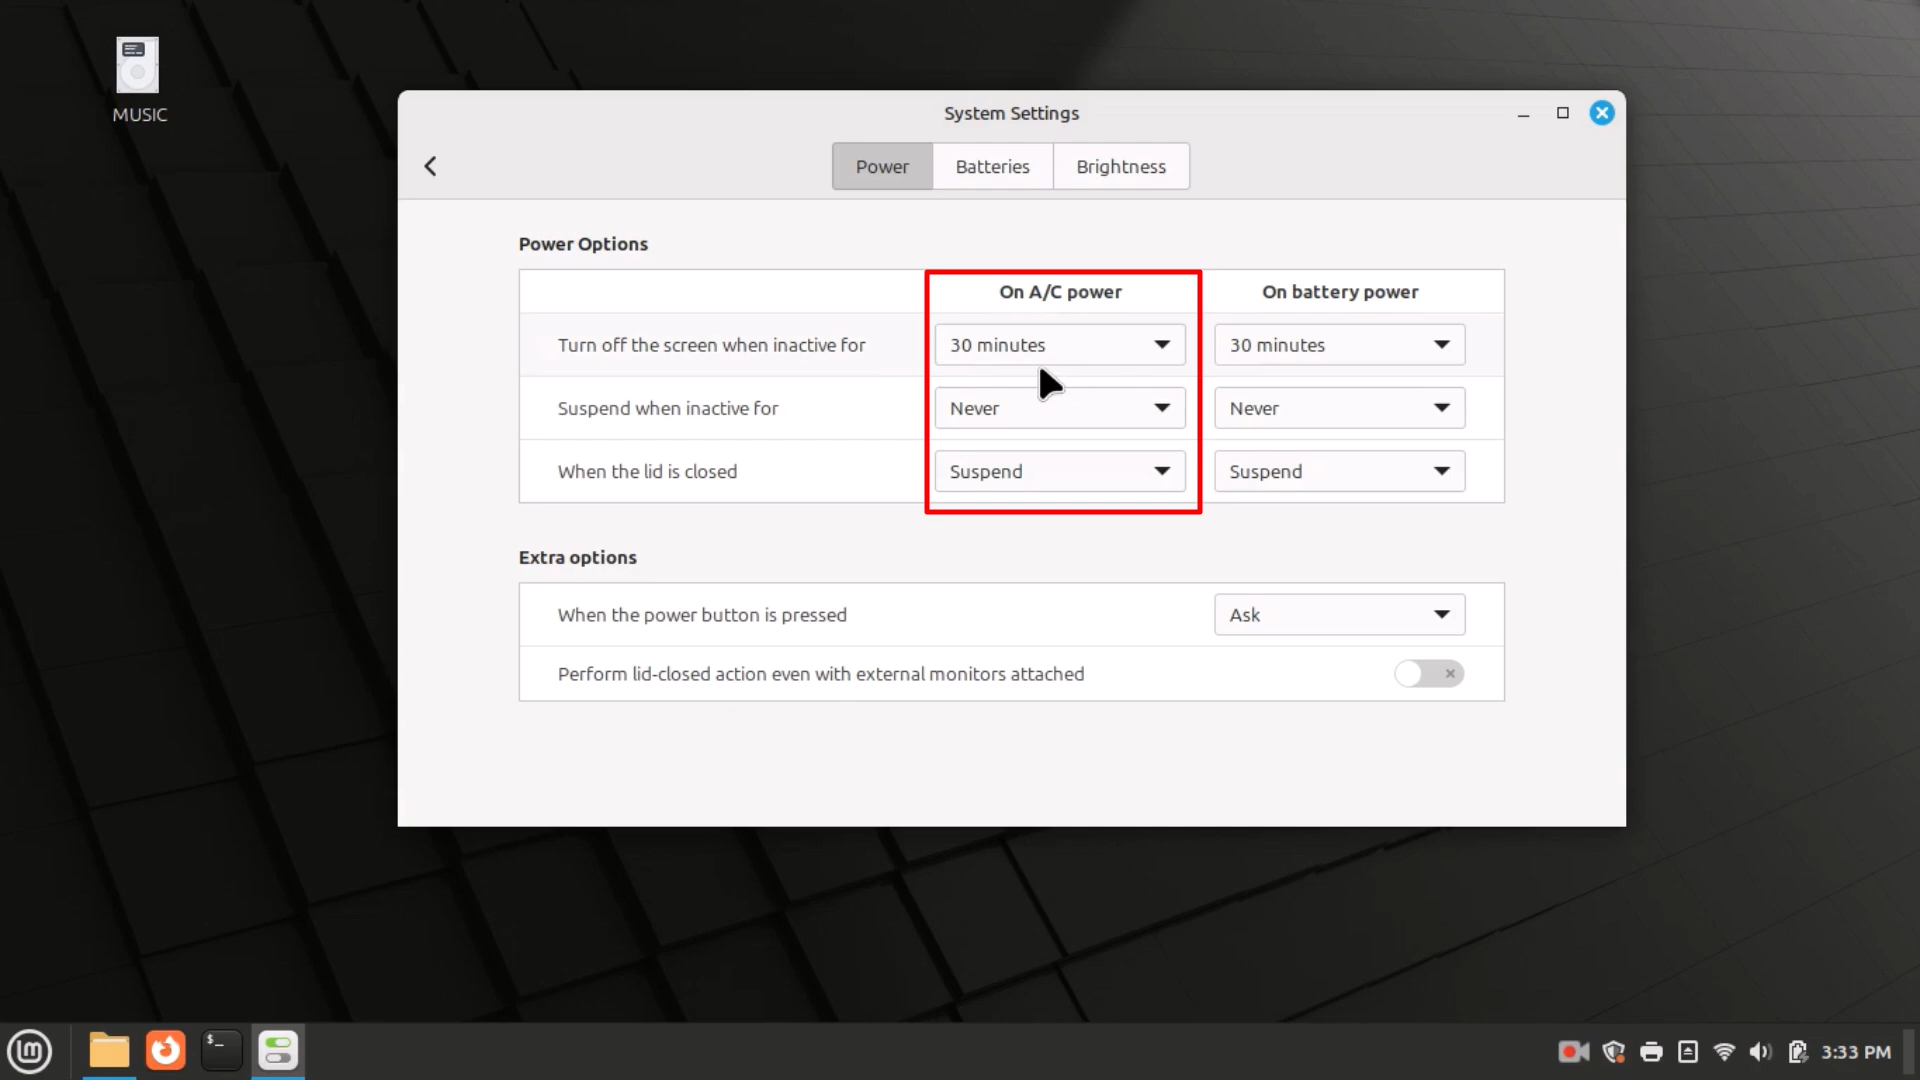 MUSIC
System Settings
Power Batteries Brightness
Power Options
On A/C power On battery power
Turn off the screen when inactive for 30 minutes 30 minutes
Suspend when inactive for Never Never
When the lid is closed Suspend Suspend
Extra options
When the power button is pressed Ask
Perform lid-closed action even with external monitors attached
$_
3:33 PM